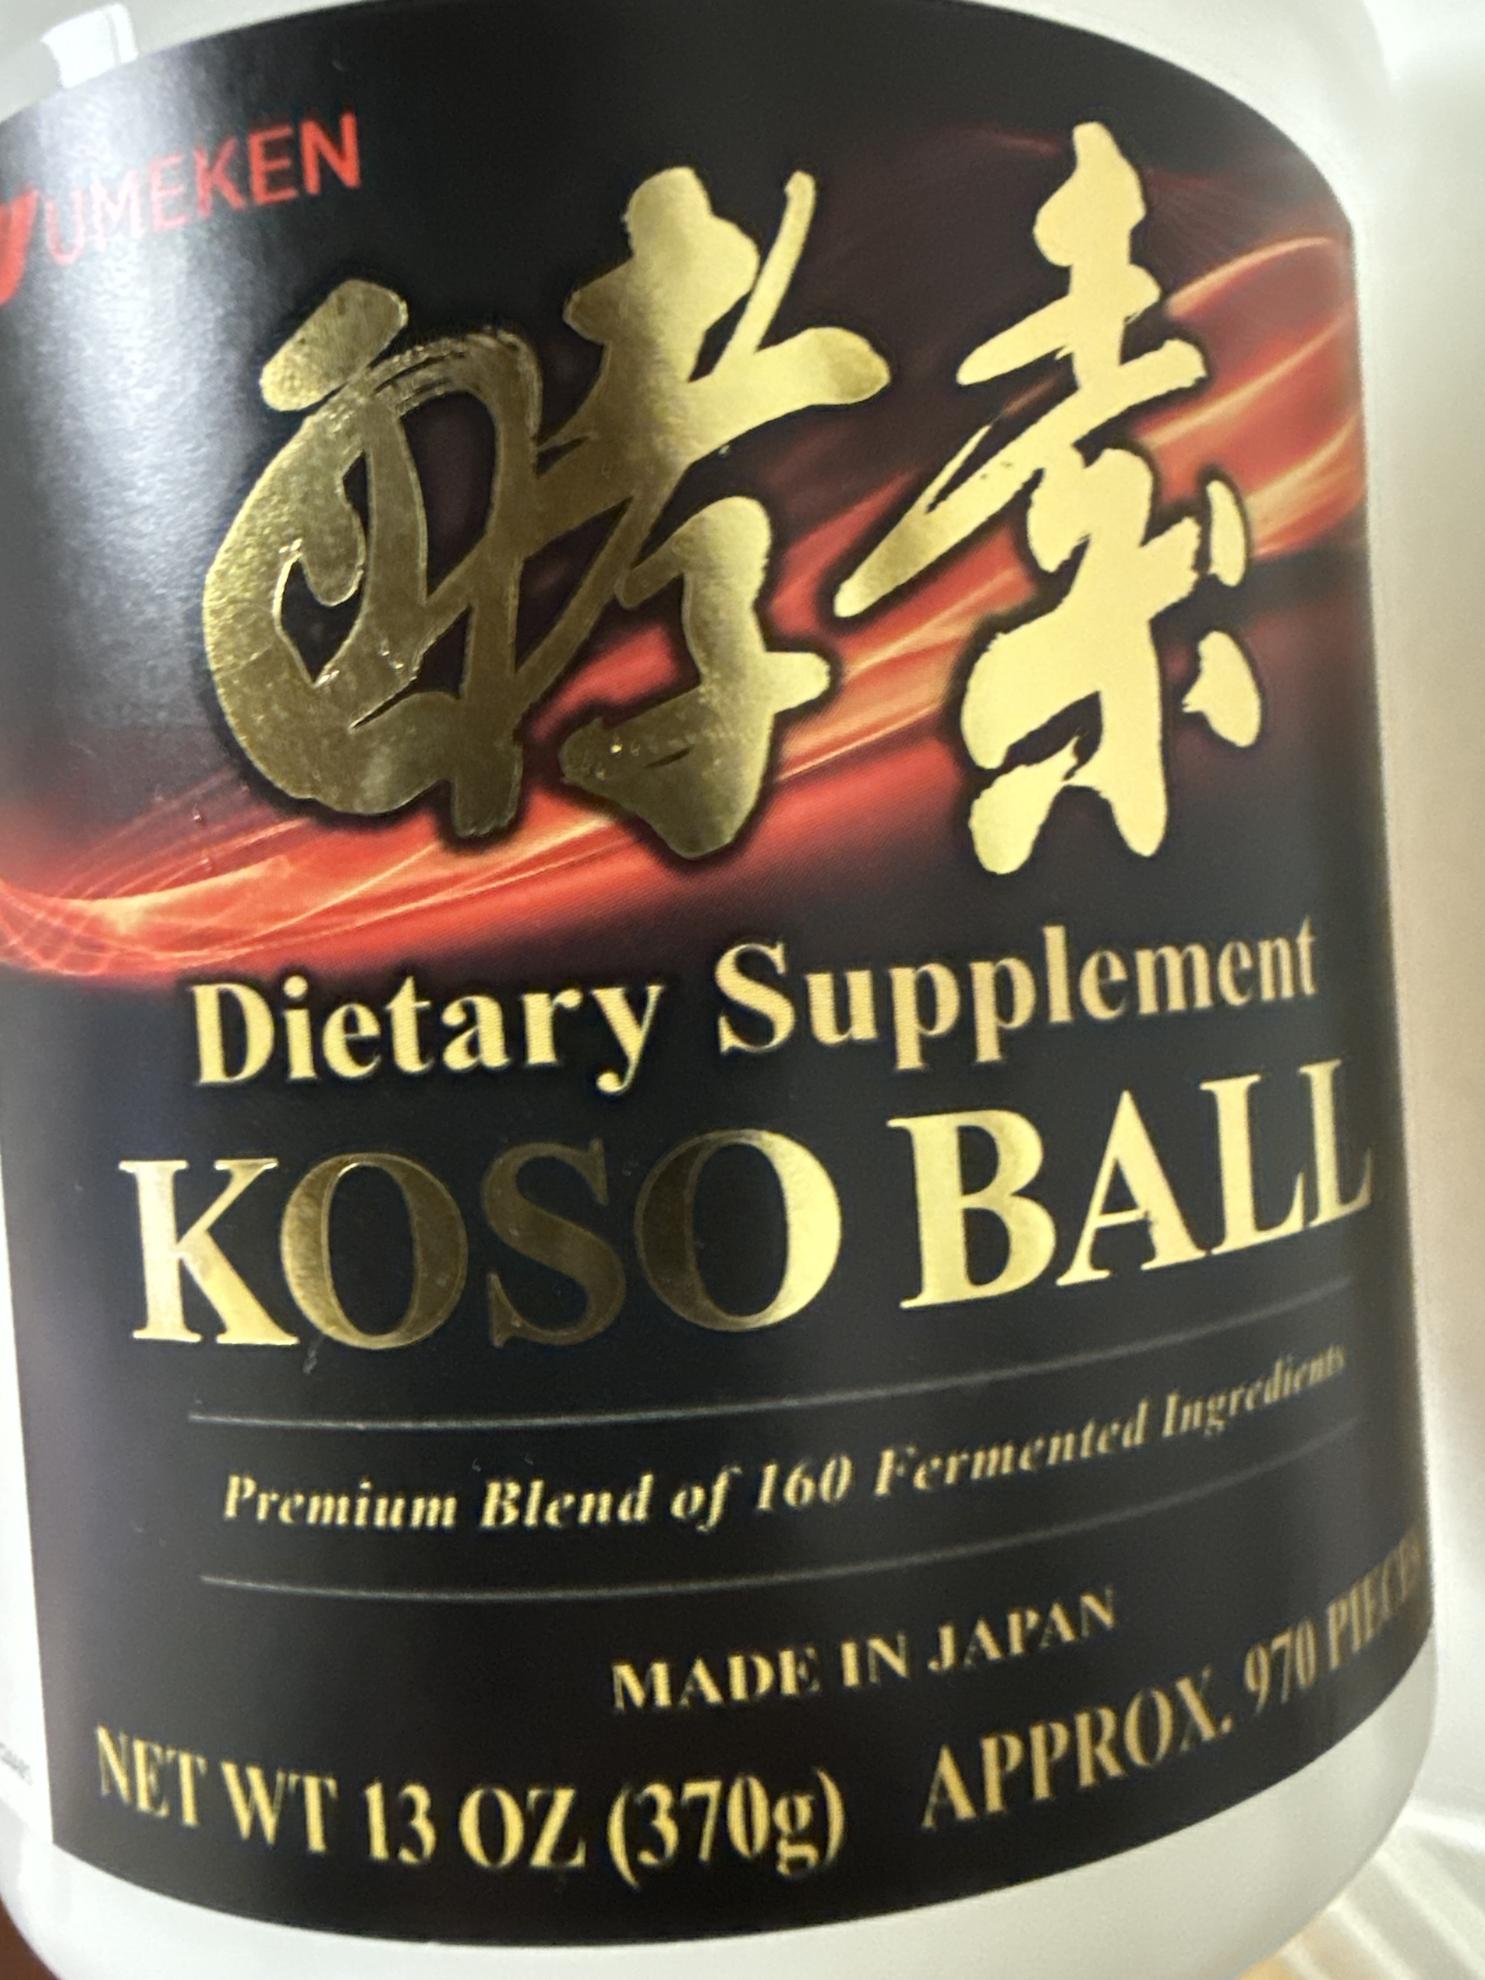 UMEKEN
酵素
Dietary Supplement
KOSO BALL
Premium Blend of 160 Fermented Ingredients
MADE IN JAPAN
NET WT 13 OZ (370g) APPROX. 970 PIECES